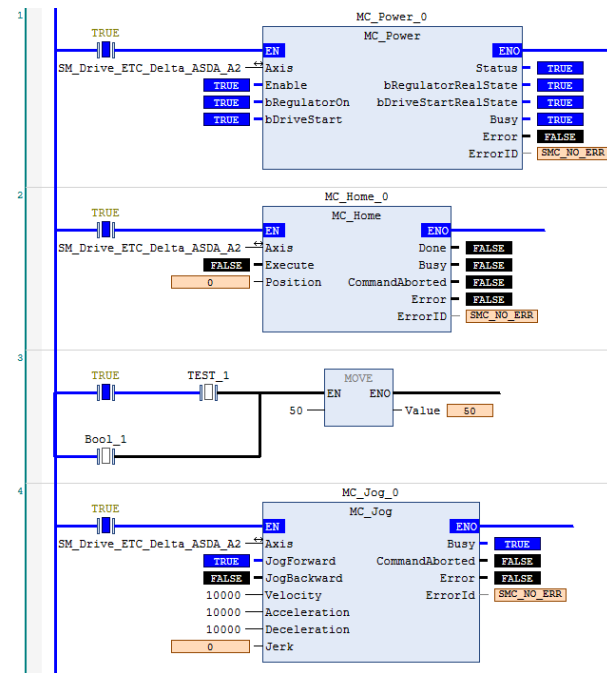 1
MC_Power_0
TRUE
MC_Power
EN ENO
SM_Drive_ETC_Delta_ASDA_A2 Axis Status TRUE
TRUE Enable bRegulatorRealState TRUE
TRUE bRegulatorOn bDriveStartRealState TRUE
TRUE bDriveStart Busy TRUE
Error FALSE
ErrorID SMC_NO_ERR
2
MC_Home_0
TRUE
MC_Home
EN ENO
SM_Drive_ETC_Delta_ASDA_A2 Axis Done FALSE
FALSE Execute Busy FALSE
0 Position CommandAborted FALSE
Error FALSE
ErrorID SMC_NO_ERR
3
TRUE TEST_1 MOVE
EN ENO
50 Value 50
Bool_1
4
MC_Jog_0
TRUE
MC_Jog
EN ENO
SM_Drive_ETC_Delta_ASDA_A2 Axis Busy TRUE
TRUE JogForward CommandAborted FALSE
FALSE JogBackward Error FALSE
10000 Velocity ErrorId SMC_NO_ERR
10000 Acceleration
10000 Deceleration
0 Jerk